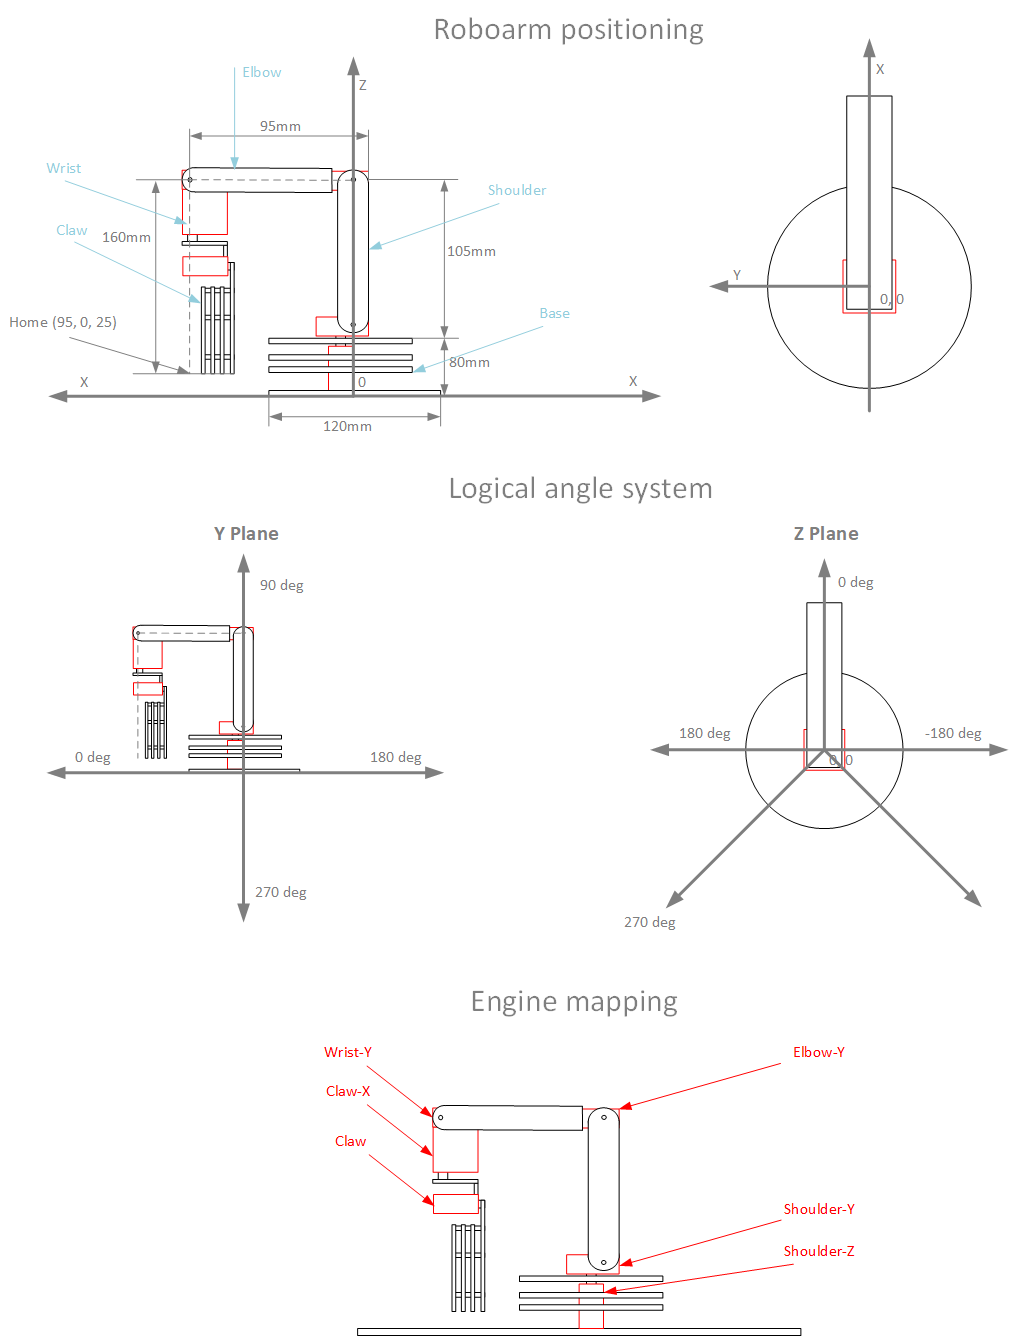 Roboarm positioning
X
Z
Elbow
95mm
Wrist
Shoulder
Claw
160mm
105mm
Y
0, 0
Home (95, 0, 25)
Base
80mm
X
0
X
120mm
Logical angle system
Y Plane
Z Plane
90 deg
0 deg
0 deg
180 deg
180 deg
-180 deg
0, 0
270 deg
270 deg
Engine mapping
Wrist-Y
Elbow-Y
Claw-X
Claw
Shoulder-Y
Shoulder-Z